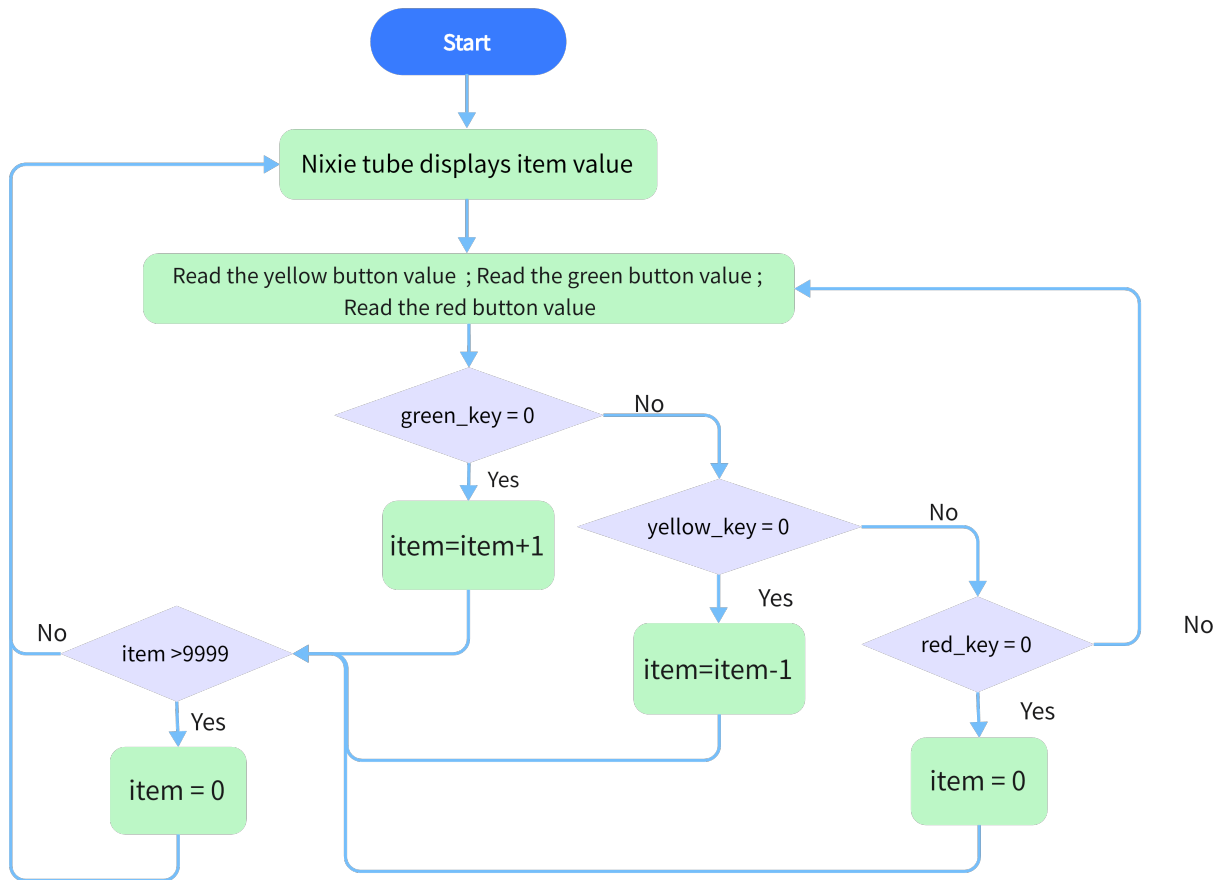 Start
Nixie tube displays item value
Read the yellow button value  ; Read the green button value ;
Read the red button value
green_key = 0
No
Yes
item=item+1
yellow_key = 0
No
Yes
item=item-1
red_key = 0
No
Yes
item = 0
item >9999
No
Yes
item = 0